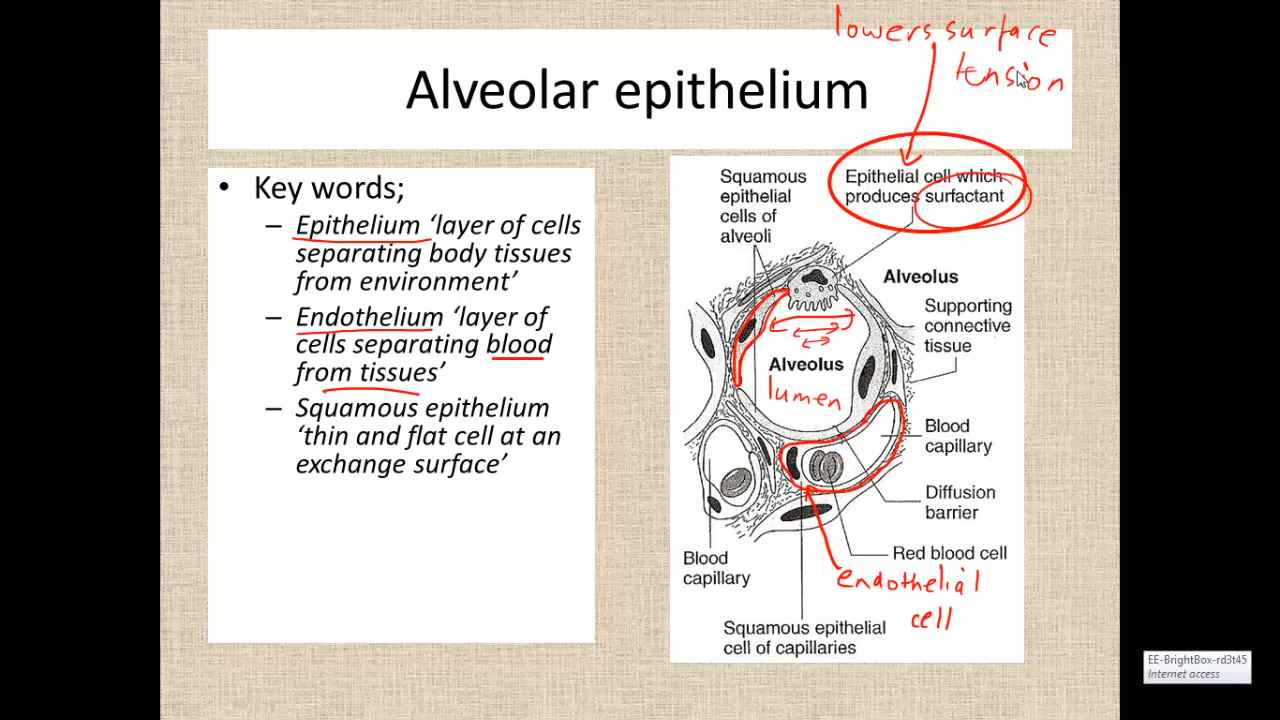 lowers surface
tension
Alveolar epithelium
• Key words;
– Epithelium ‘layer of cells
separating body tissues
from environment’
– Endothelium ‘layer of
cells separating blood
from tissues’
– Squamous epithelium
‘thin and flat cell at an
exchange surface’
Squamous
epithelial
cells of
alveoli
Epithelial cell which
produces surfactant
Alveolus
Supporting
connective
tissue
Alveolus
lumen
Blood
capillary
Diffusion
barrier
Red blood cell
Blood
capillary
endothelial
cell
Squamous epithelial
cell of capillaries
EE-BrightBox-rd3t45
Internet access